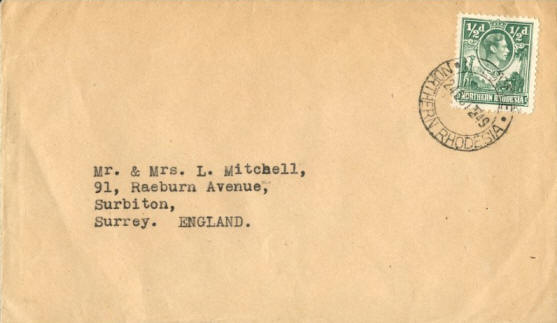 ½d ½d
NORTHERN RHODESIA
NORTHERN RHODESIA
Mr. & Mrs. L. Mitchell,
91, Raeburn Avenue,
Surbiton,
Surrey. ENGLAND.